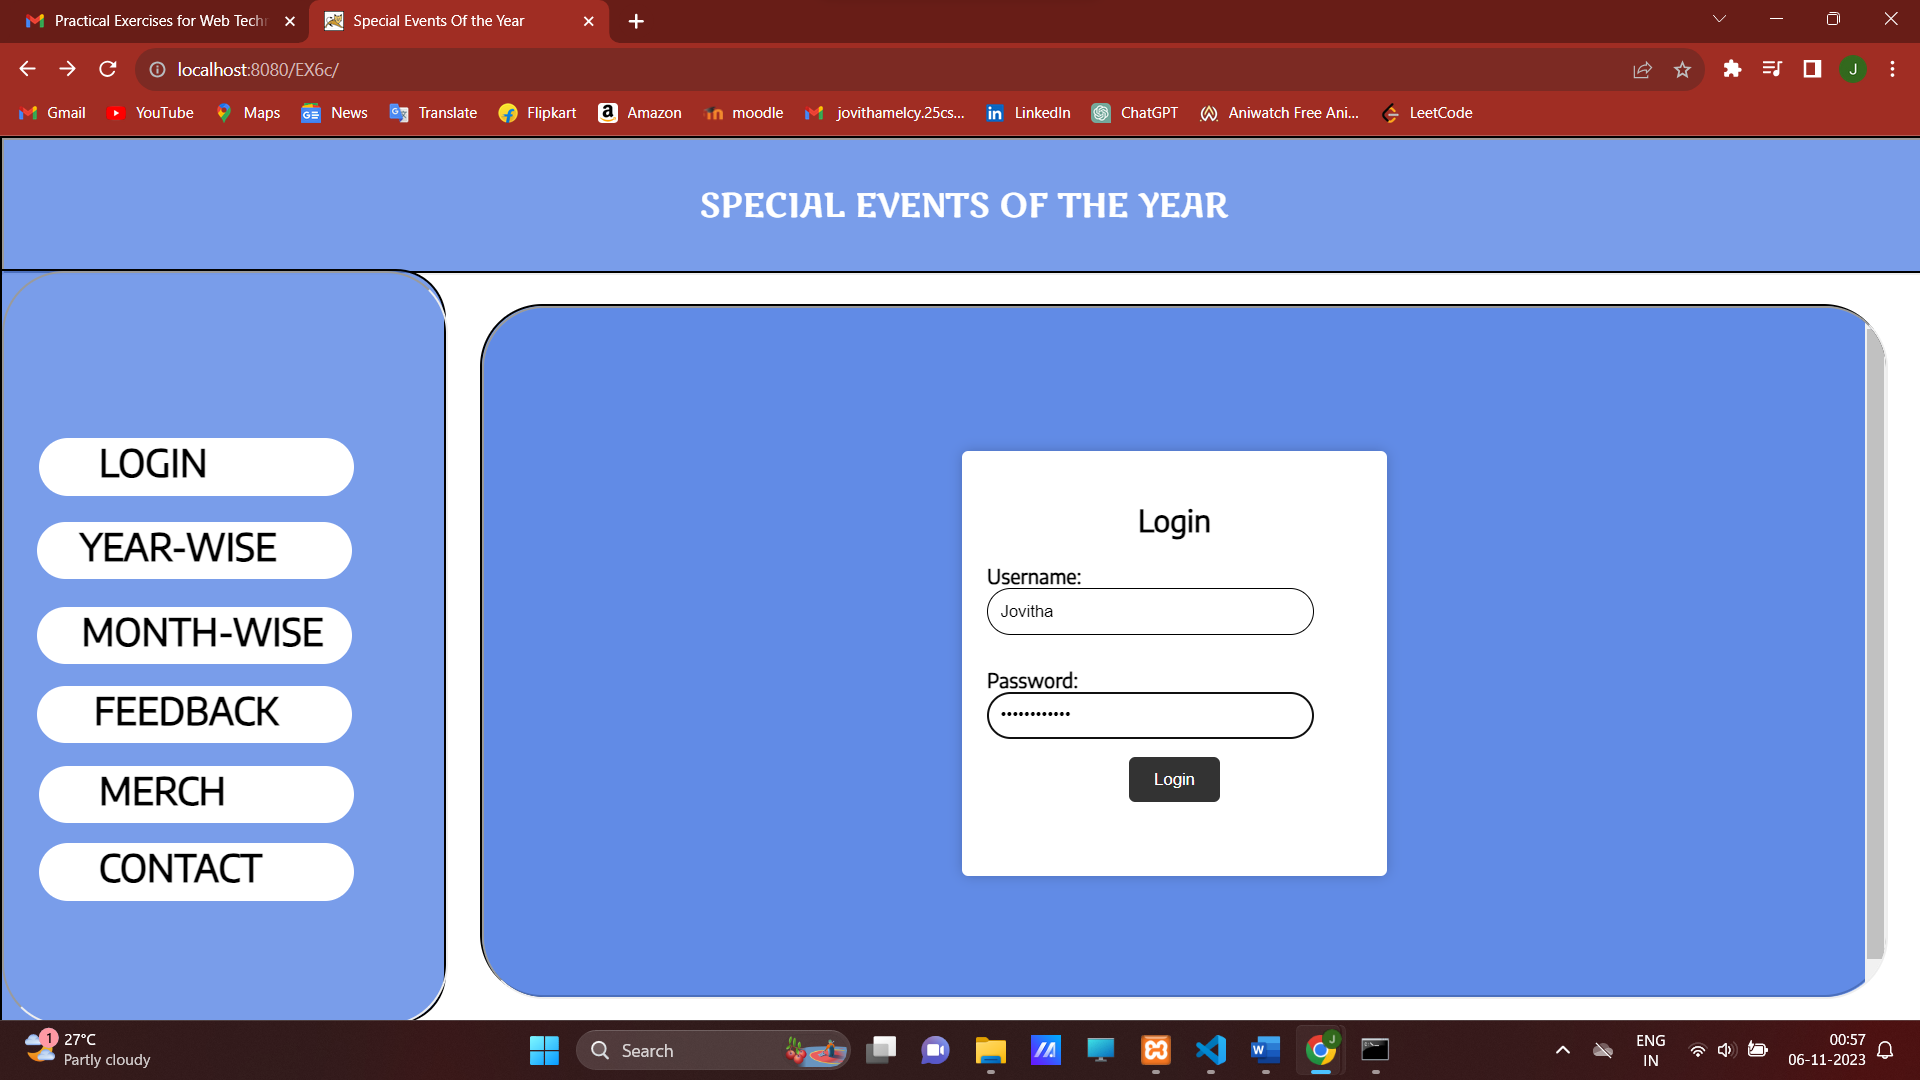 Practical Exercises for Web Techn
Special Events Of the Year
localhost:8080/EX6c/
J
Gmail
YouTube
Maps
News
Translate
Flipkart
Amazon
moodle
jovithamelcy.25cs...
LinkedIn
ChatGPT
Aniwatch Free Ani...
LeetCode
SPECIAL EVENTS OF THE YEAR
LOGIN
YEAR-WISE
MONTH-WISE
FEEDBACK
MERCH
CONTACT
Login
Username:
Jovitha
Password:
••••••••••••
Login
1
27°C
Partly cloudy
Search
ENG
IN
00:57
06-11-2023